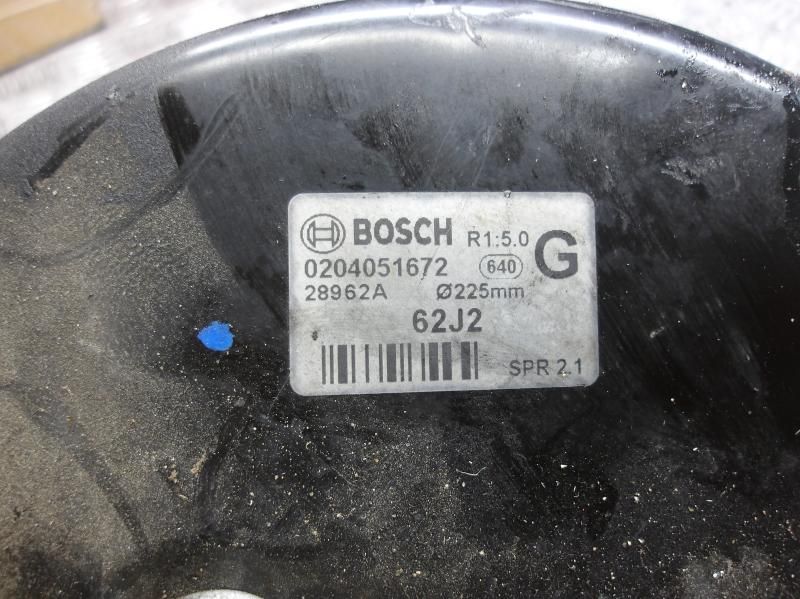 BOSCH R1:5.0 G
0204051672 640
28962A Ø225mm
62J2
SPR 2.1